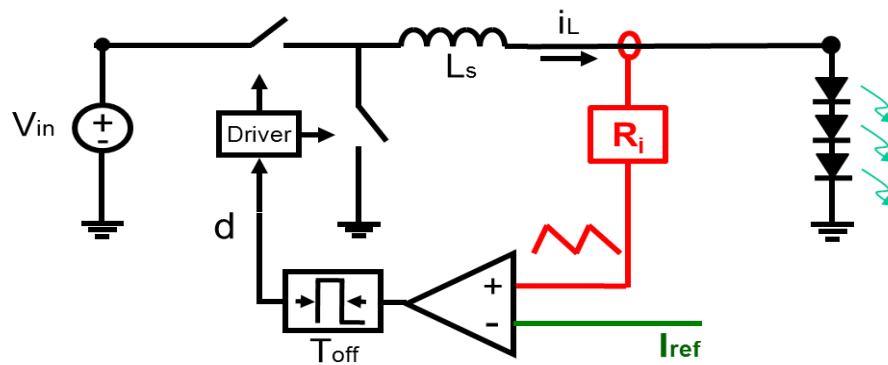 iL
Ls
Vin
+
-
Driver
Ri
d
+
-
Toff
Iref